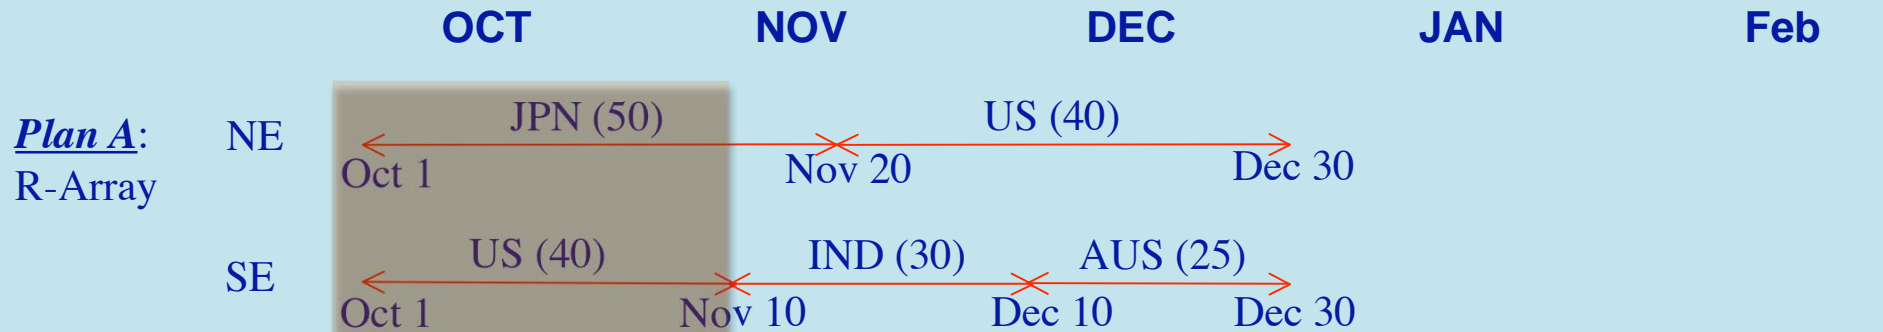 OCT NOV DEC JAN Feb
JPN (50) US (40)
Plan A: NE
Oct 1 Nov 20 Dec 30
R-Array
US (40) IND (30) AUS (25)
SE
Oct 1 Nov 10 Dec 10 Dec 30